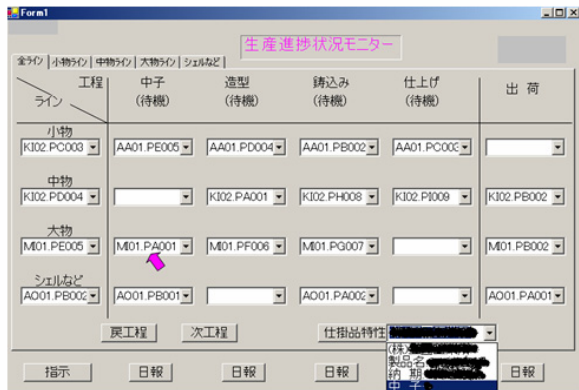 Form1
生産進捗状況モニター
全ライン 小物ライン 中物ライン 大物ライン シェルなど
工程 中子 造型 鋳込み 仕上げ 出荷
ライン (待機) (待機) (待機) (待機)
小物
KI02.PC003 AA01.PE005 AA01.PD004 AA01.PB002 AA01.PC003
中物
KI02.PD004 KI02.PA001 KI02.PH008 KI02.PI009 KI02.PB002
大物
MI01.PE005 MI01.PA001 MI01.PF006 MI01.PG007 MI01.PB002
シェルなど
AO01.PB002 AO01.PB001 AO01.PA002 AO01.PA001
戻工程 次工程 仕掛品特性
(株)
製品名
納期
指示 日報 日報 日報 中子 日報